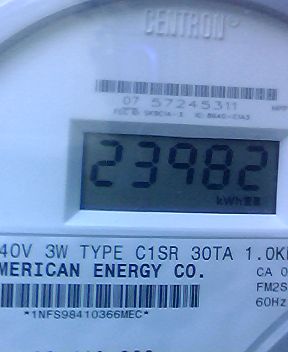 CENTRON®
07 57245311
23982
kWh
40V 3W TYPE C1SR 30TA 1.0K
MERICAN ENERGY CO.
CA 0
FM2S
60Hz
*1NFS98410366MEC*